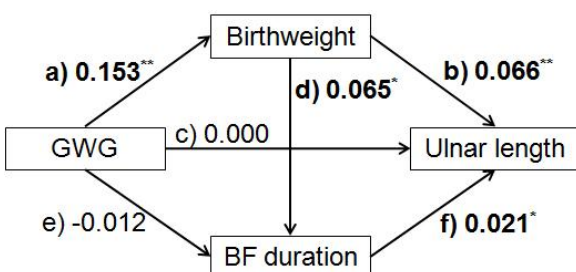 Birthweight
a) 0.153**
d) 0.065*
b) 0.066**
GWG
c) 0.000
Ulnar length
e) -0.012
f) 0.021*
BF duration